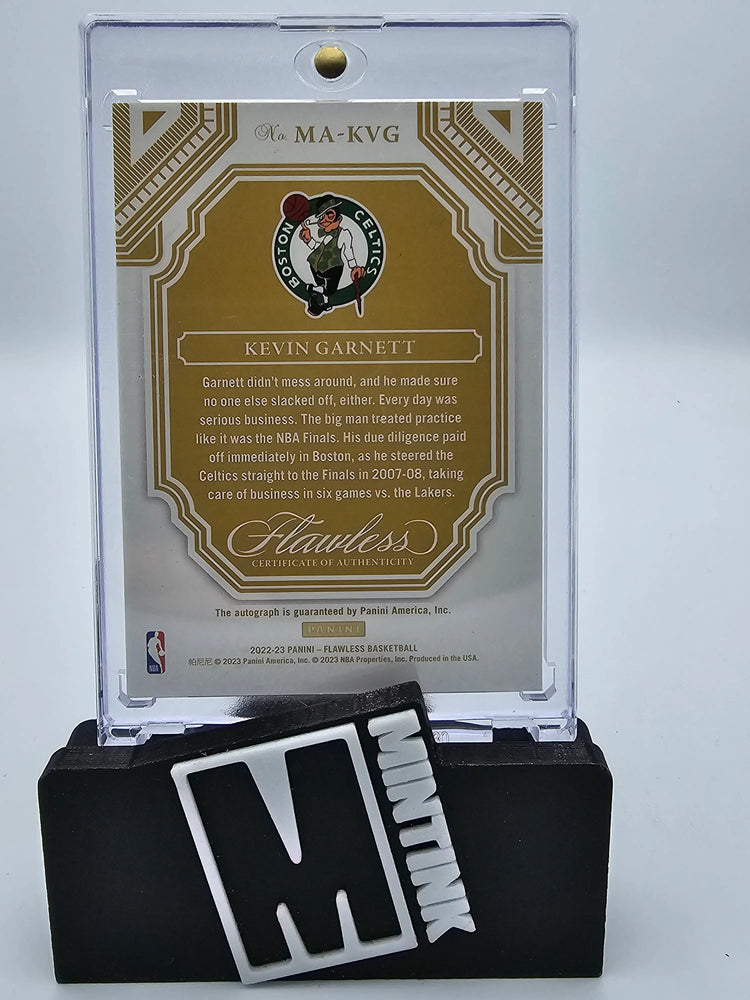 No. MA-KVG
BOSTON CELTICS
KEVIN GARNETT
Garnett didn't mess around, and he made sure
no one else slacked off, either. Every day was
serious business. The big man treated practice
like it was the NBA Finals. His due diligence paid
off immediately in Boston, as he steered the
Celtics straight to the Finals in 2007-08, taking
care of business in six games vs. the Lakers.
Flawless
CERTIFICATE OF AUTHENTICITY
The autograph is guaranteed by Panini America, Inc.
PANINI
2022-23 PANINI – FLAWLESS BASKETBALL
帕尼尼 © 2023 Panini America, Inc. © 2023 NBA Properties, Inc. Produced in the USA.
NBA
M
MINTINK